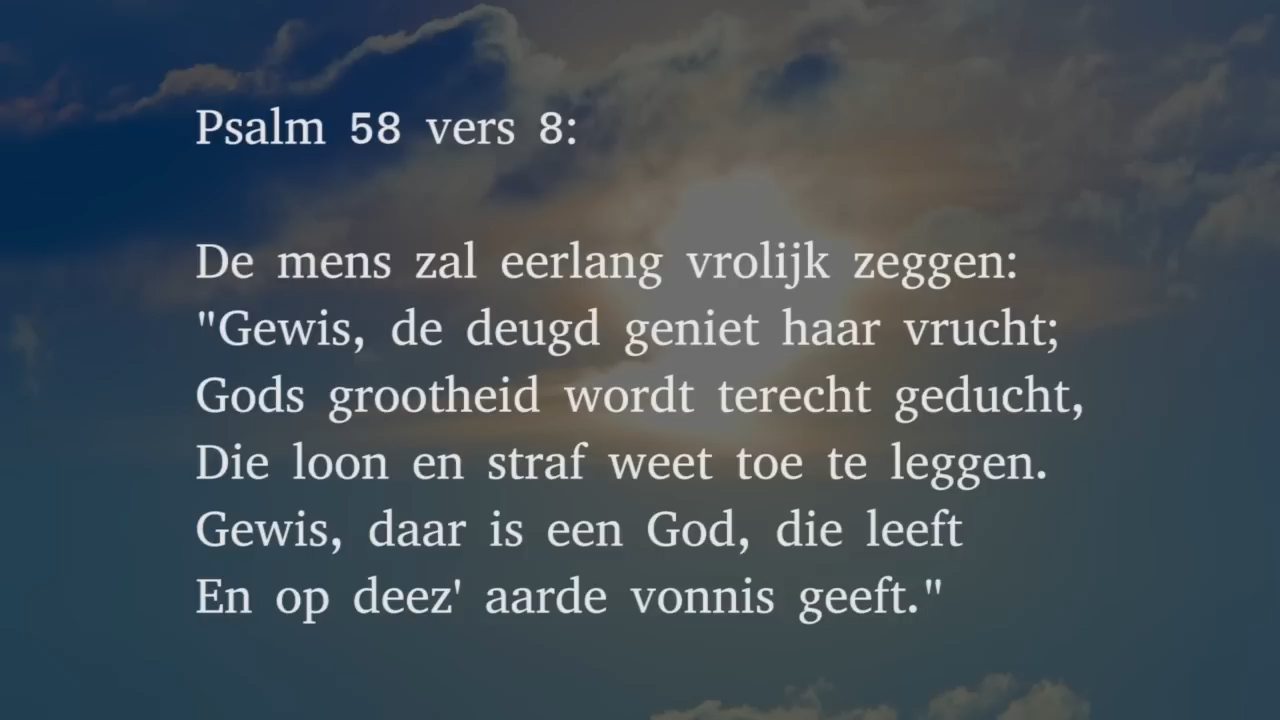 Psalm 58 vers 8:
De mens zal eerlang vrolijk zeggen:
"Gewis, de deugd geniet haar vrucht;
Gods grootheid wordt terecht geducht,
Die loon en straf weet toe te leggen.
Gewis, daar is een God, die leeft
En op deez' aarde vonnis geeft."